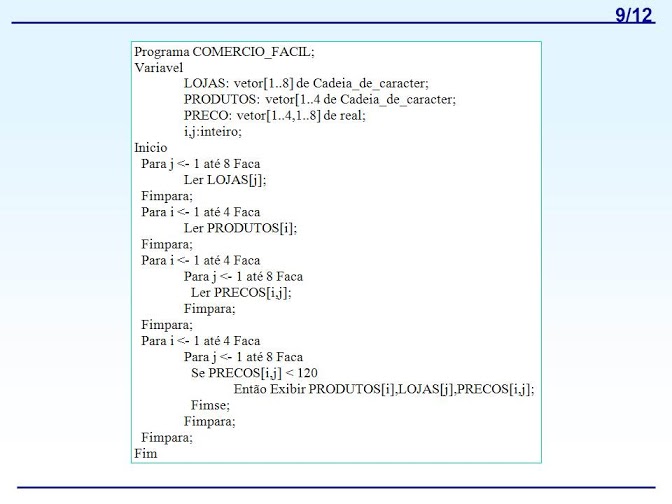 9/12
Programa COMERCIO_FACIL;
Variavel
LOJAS: vetor[1..8] de Cadeia_de_caracter;
PRODUTOS: vetor[1..4 de Cadeia_de_caracter;
PRECO: vetor[1..4,1..8] de real;
i,j:inteiro;
Inicio
Para j <- 1 até 8 Faca
Ler LOJAS[j];
Fimpara;
Para i <- 1 até 4 Faca
Ler PRODUTOS[i];
Fimpara;
Para i <- 1 até 4 Faca
Para j <- 1 até 8 Faca
Ler PRECOS[i,j];
Fimpara;
Fimpara;
Para i <- 1 até 4 Faca
Para j <- 1 até 8 Faca
Se PRECOS[i,j] < 120
Então Exibir PRODUTOS[i],LOJAS[j],PRECOS[i,j];
Fimse;
Fimpara;
Fimpara;
Fim